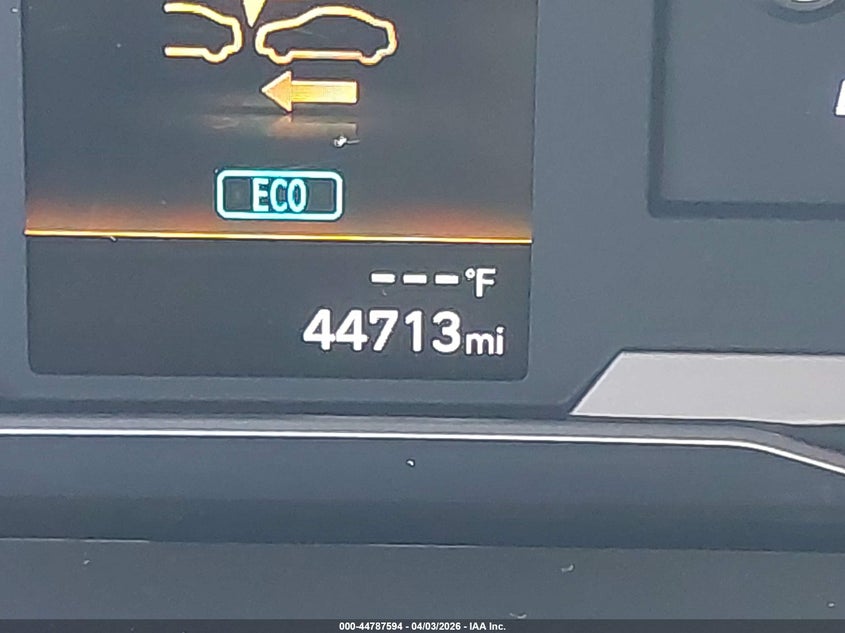 ECO
---°F
44713mi
000-44787594 - 04/03/2026 - IAA Inc.